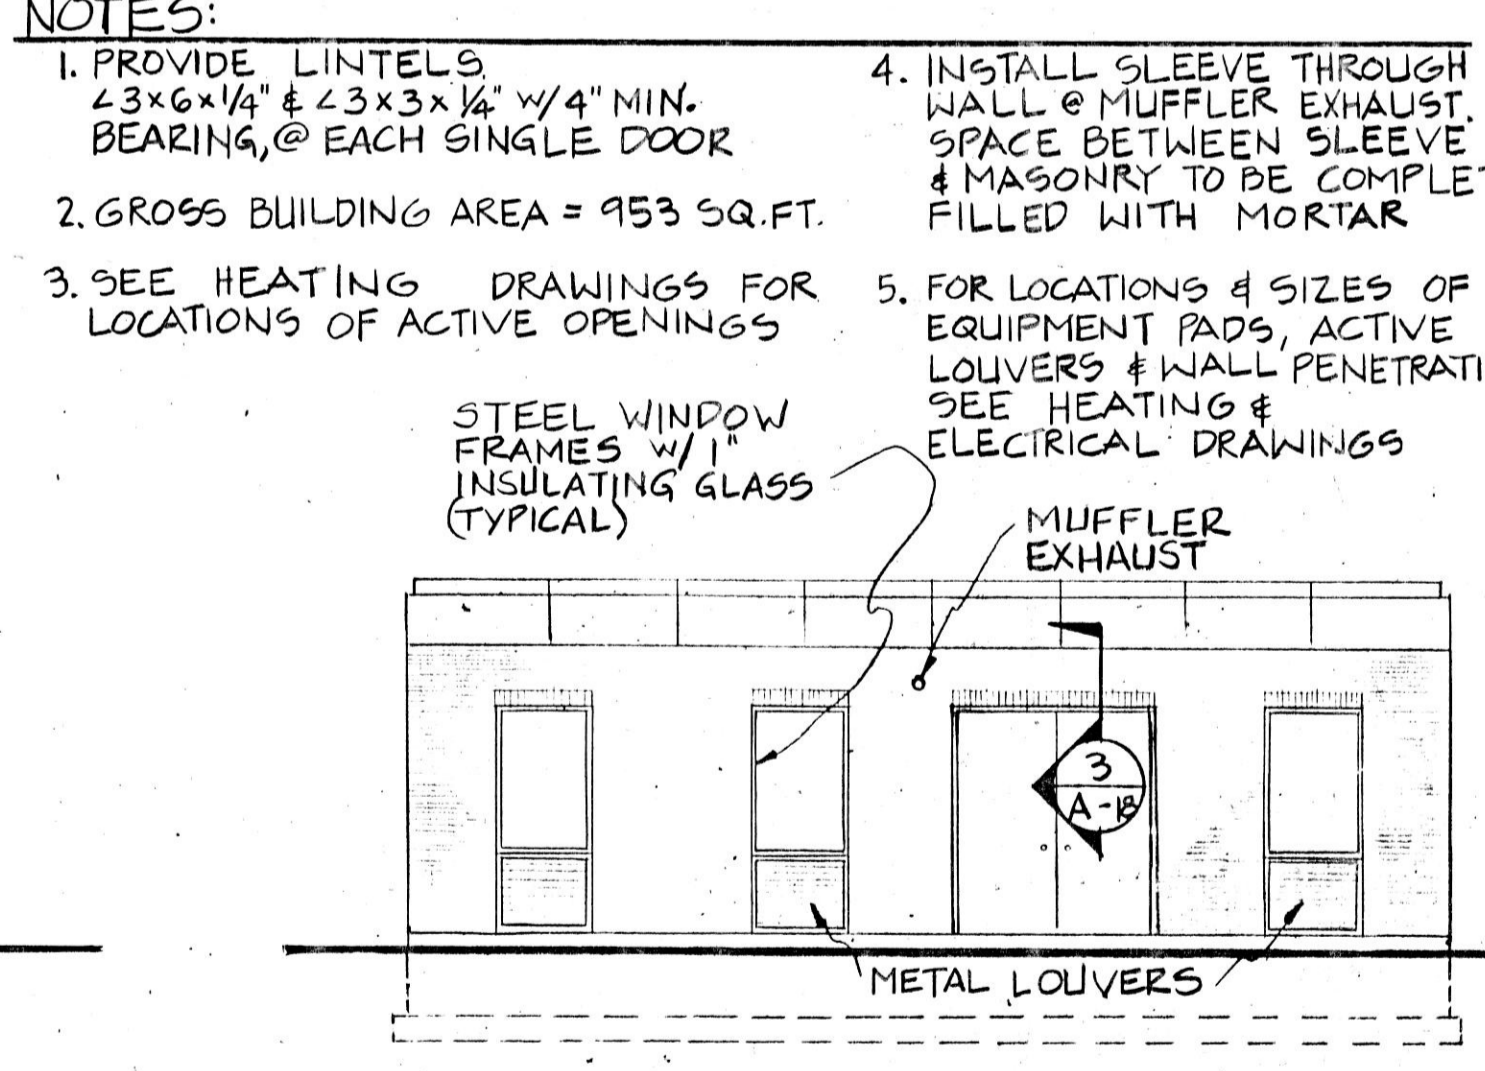 NOTES:
1. PROVIDE LINTELS
∠3×6×1/4" & ∠3×3×1/4" W/4" MIN.
BEARING, @ EACH SINGLE DOOR
2. GROSS BUILDING AREA = 953 SQ.FT.
3. SEE HEATING DRAWINGS FOR
LOCATIONS OF ACTIVE OPENINGS
4. INSTALL SLEEVE THROUGH
WALL @ MUFFLER EXHAUST.
SPACE BETWEEN SLEEVE
& MASONRY TO BE COMPLET
FILLED WITH MORTAR
5. FOR LOCATIONS & SIZES OF
EQUIPMENT PADS, ACTIVE
LOUVERS & WALL PENETRATI
SEE HEATING &
ELECTRICAL DRAWINGS
STEEL WINDOW
FRAMES W/ 1"
INSULATING GLASS
(TYPICAL)
MUFFLER
EXHAUST
3
A-18
METAL LOUVERS